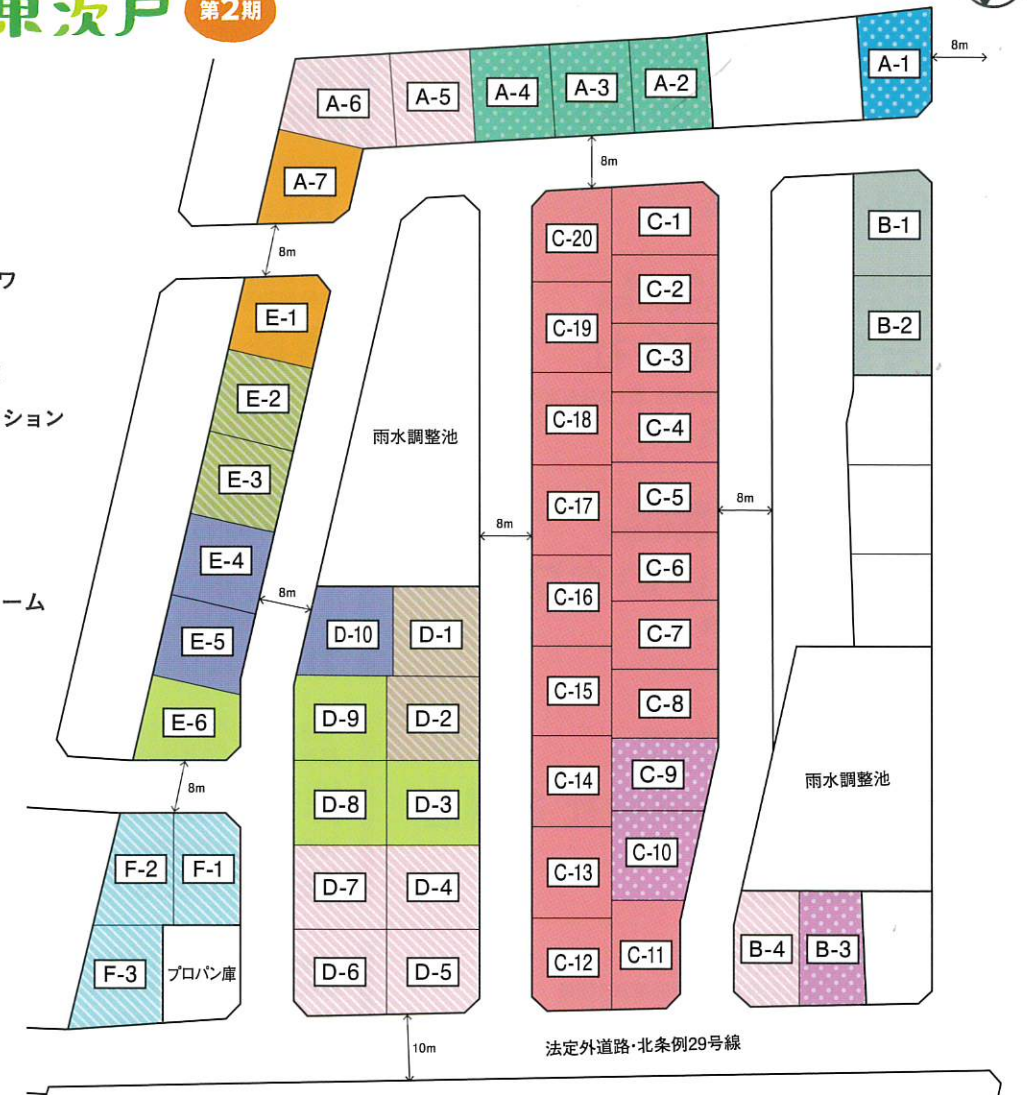 東茨戸
第2期
8m
A-1
A-2
A-3
A-4
A-5
A-6
A-7
8m
8m
C-20
C-1
B-1
C-2
B-2
C-19
C-3
E-1
ワ
E-2
C-18
C-4
ション
雨水調整池
E-3
C-17
C-5
8m
8m
E-4
C-16
C-6
8m
ーム
D-10
D-1
C-7
E-5
C-15
C-8
E-6
D-9
D-2
C-14
C-9
雨水調整池
8m
D-8
D-3
C-13
C-10
F-2
F-1
D-7
D-4
B-4
B-3
F-3
プロパン庫
D-6
D-5
C-12
C-11
10m
法定外道路・北条例29号線